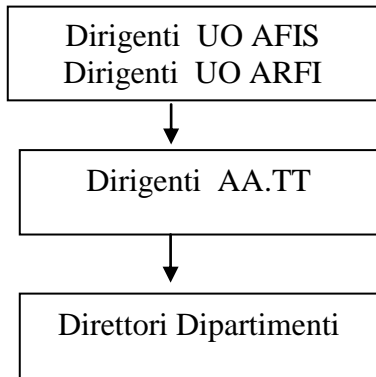 Dirigenti UO AFIS
Dirigenti UO ARFI
Dirigenti AA.TT
Direttori Dipartimenti